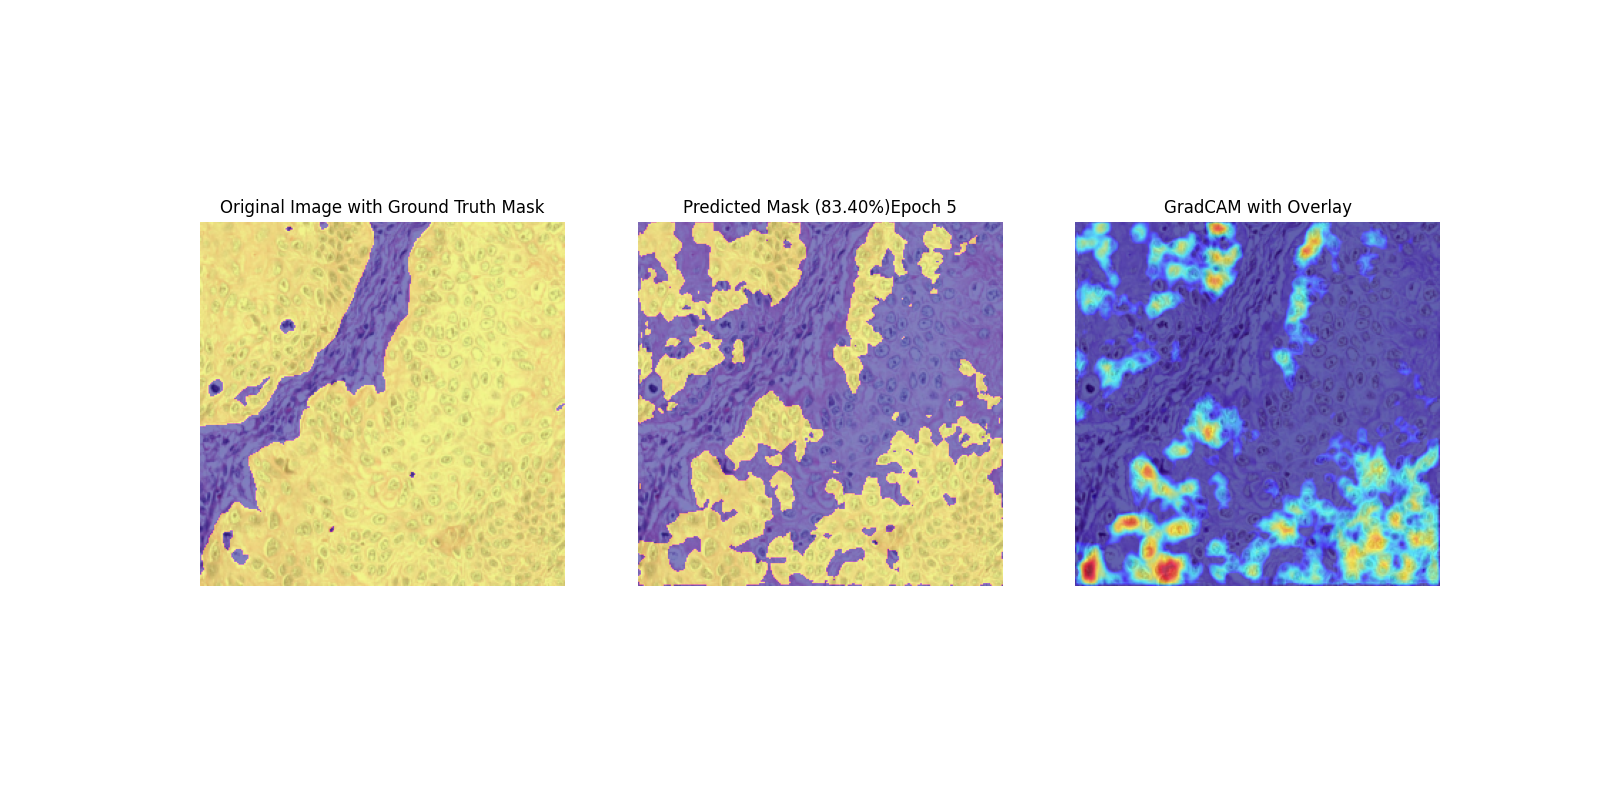 Original Image with Ground Truth Mask
Predicted Mask (83.40%)Epoch 5
GradCAM with Overlay